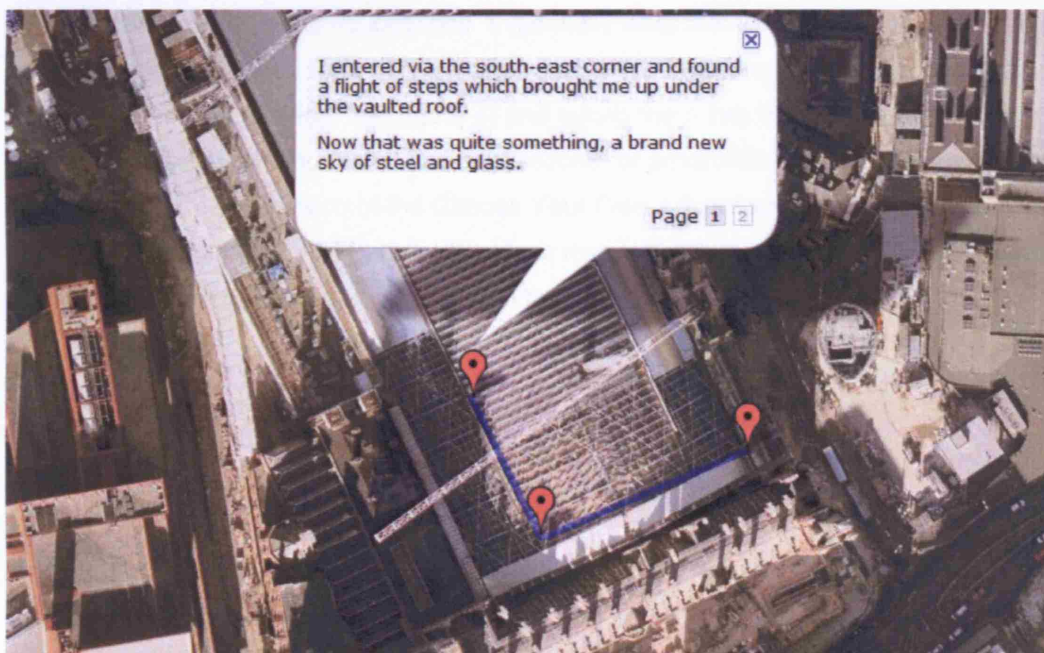 I entered via the south-east corner and found
a flight of steps which brought me up under
the vaulted roof.
Now that was quite something, a brand new
sky of steel and glass.
Page 1 2